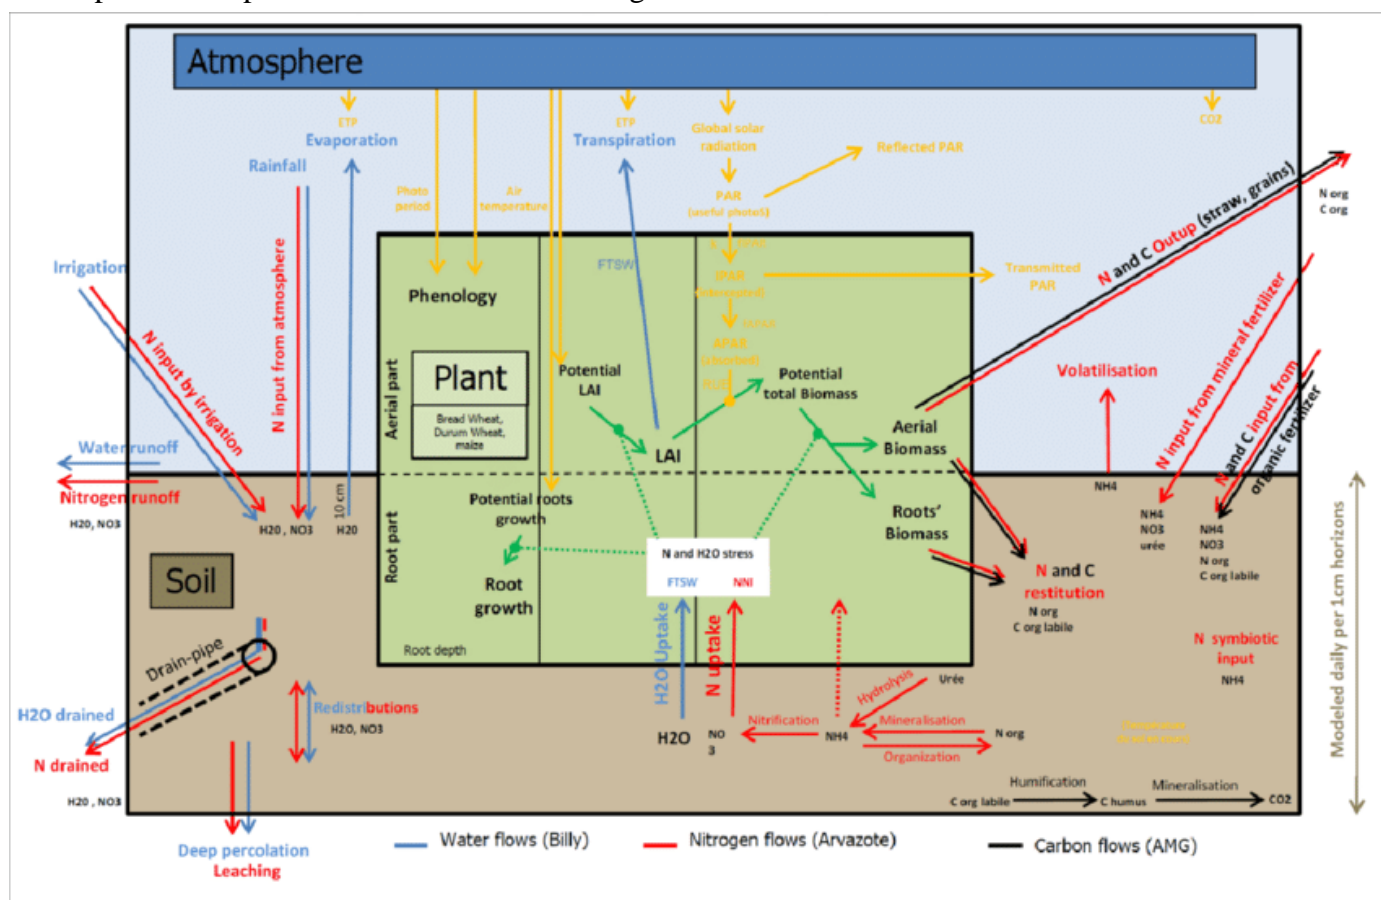 Atmosphere
ETP
Evaporation
Rainfall
ETP
Transpiration
Global solar
radiation
CO2
Reflected PAR
Photo
period
Air
temperature
PAR
(useful photoS)
N org
C org
N and C Outup (straw, grains)
Irrigation
N input from atmosphere
FTSW
Transmitted
PAR
Phenology
N input by irrigation
Aerial part
Plant
Bread Wheat,
Durum Wheat,
maize
Potential
LAI
Potential
total Biomass
LAI
Aerial
Biomass
Volatilisation
N input from mineral fertilizer
N and C input from
organic fertilizer
Water runoff
Nitrogen runoff
H20, NO3
H20 , NO3
10 cm
H20
Potential roots
growth
Root part
Root
growth
Root depth
N and H2O stress
FTSW
NNI
Roots'
Biomass
NH4
NH4
NO3
urée
NH4
NO3
N org
C org labile
N and C
restitution
N org
C org labile
N symbiotic
input
NH4
Modeled daily per 1cm horizons
Soil
Drain-pipe
H2O drained
N drained
H20 , NO3
Redistributions
H2O, NO3
H2O Uptake
N uptake
H2O
NO
3
Nitrification
NH4
Hydrolysis
Urée
Mineralisation
Organization
N org
Humification
C org labile
C humus
Mineralisation
CO2
Deep percolation
Leaching
Water flows (Billy)
Nitrogen flows (Arvazote)
Carbon flows (AMG)